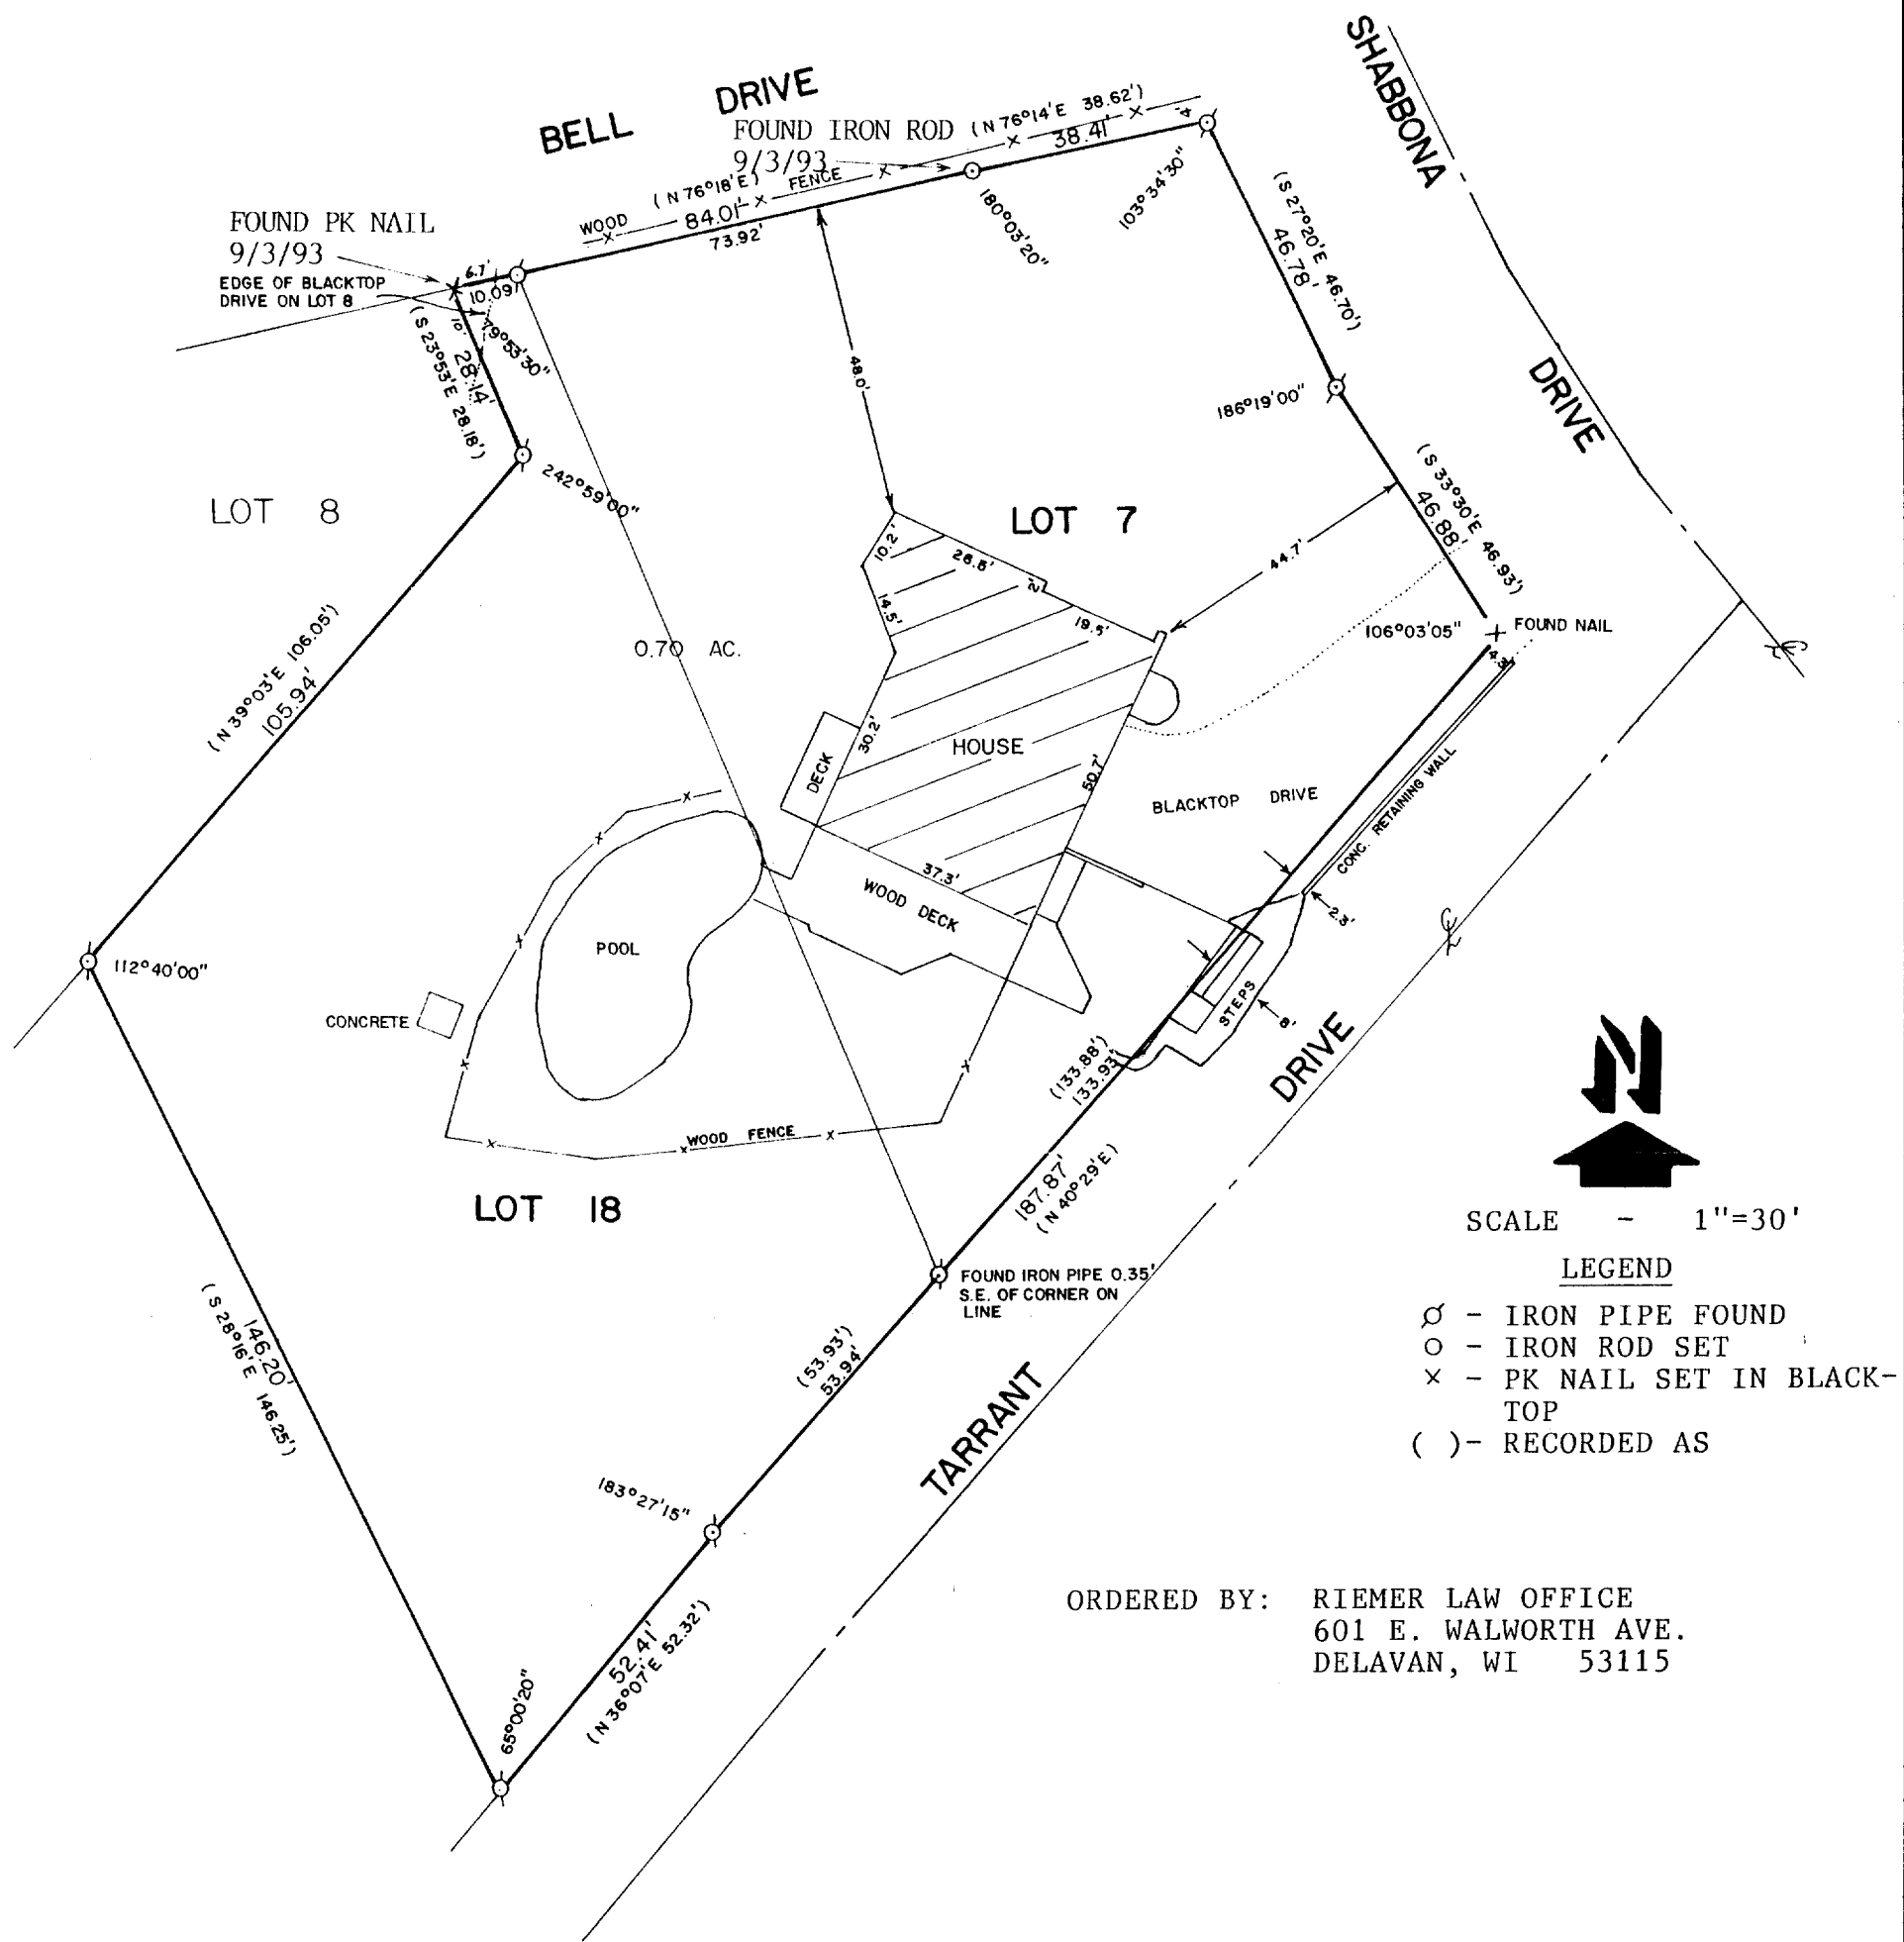 BELL DRIVE
SHABBONA
DRIVE
FOUND IRON ROD
9/3/93
(N 76°14'E 38.62')
38.41'
(N 76°18'E)
WOOD FENCE
84.01'
73.92'
FOUND PK NAIL
9/3/93
EDGE OF BLACKTOP
DRIVE ON LOT 8
6.7'
10.09'
10'
79°53'30"
28.14'
(S 23°53'E 28.18')
180°03'20"
103°34'30"
(S 27°20'E 46.70')
46.78'
48.0'
186°19'00"
242°59'00"
(S 33°30'E 46.93')
46.88'
LOT 8
LOT 7
10.2'
26.5'
2'
14.5'
19.5'
44.7'
106°03'05"
FOUND NAIL
4.3'
0.70 AC.
(N 39°03'E 106.05')
105.94'
30.2'
HOUSE
DECK
50.7'
BLACKTOP DRIVE
CONC. RETAINING WALL
37.3'
WOOD DECK
2.3'
POOL
112°40'00"
CONCRETE
STEPS
8'
DRIVE
(133.88')
133.93'
WOOD FENCE
187.87'
(N 40°29'E)
LOT 18
N
SCALE - 1"=30'
LEGEND
- IRON PIPE FOUND
O - IRON ROD SET
× - PK NAIL SET IN BLACK-
TOP
( )- RECORDED AS
FOUND IRON PIPE 0.35'
S.E. OF CORNER ON
LINE
146.20'
(S 28°16'E 146.25')
(53.93')
53.94'
TARRANT
183°27'15"
52.41'
(N 36°07'E 52.32')
65°00'20"
ORDERED BY: RIEMER LAW OFFICE
601 E. WALWORTH AVE.
DELAVAN, WI 53115